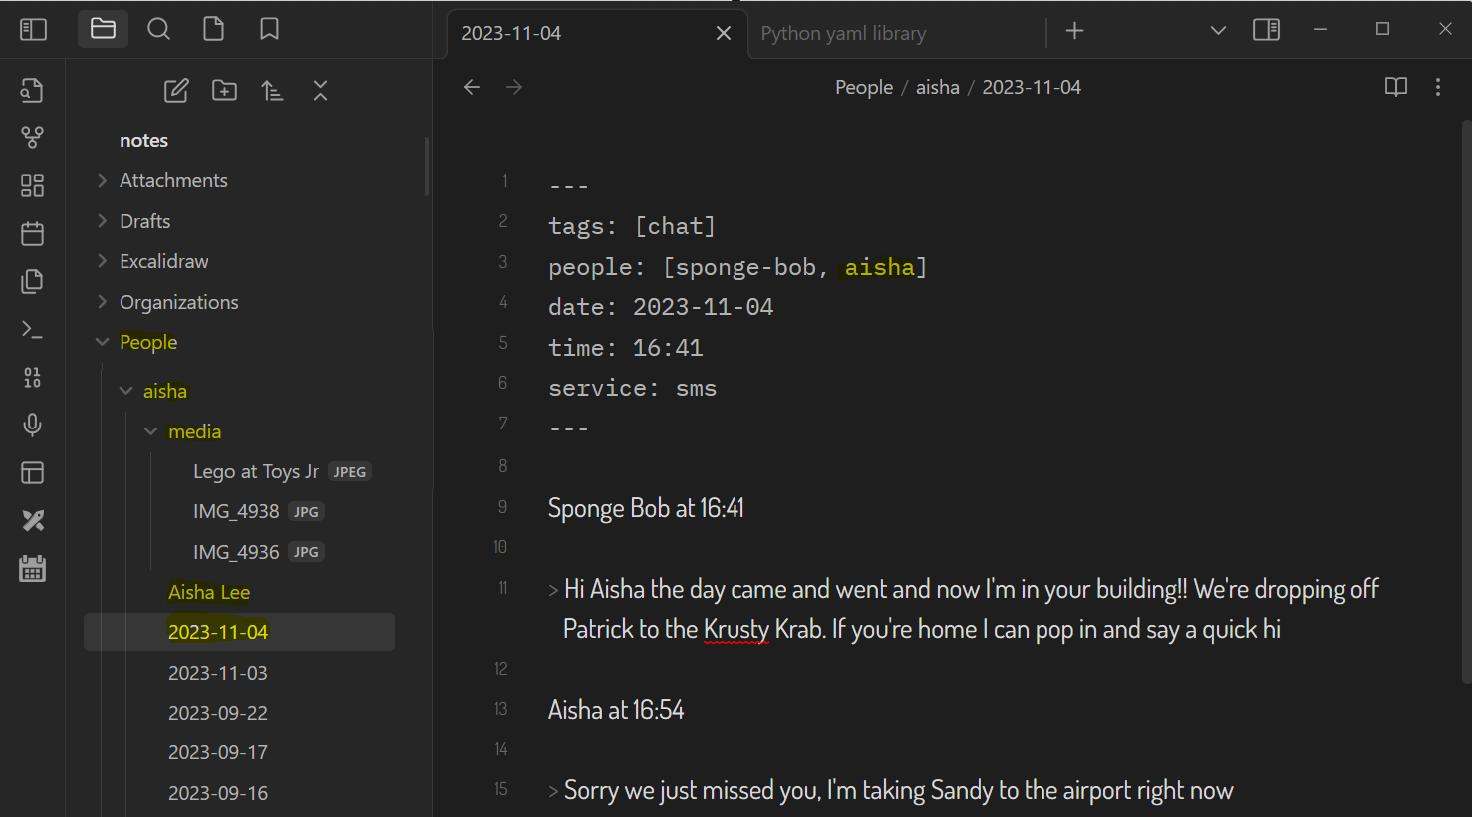 2023-11-04
Python yaml library
People / aisha / 2023-11-04
notes
Attachments
Drafts
Excalidraw
Organizations
People
aisha
media
Lego at Toys Jr JPEG
IMG_4938 JPG
IMG_4936 JPG
Aisha Lee
2023-11-04
2023-11-03
2023-09-22
2023-09-17
2023-09-16
1 ---
2 tags: [chat]
3 people: [sponge-bob, aisha]
4 date: 2023-11-04
5 time: 16:41
6 service: sms
7 ---
8
9 Sponge Bob at 16:41
10
11 > Hi Aisha the day came and went and now I'm in your building!! We're dropping off
Patrick to the Krusty Krab. If you're home I can pop in and say a quick hi
12
13 Aisha at 16:54
14
15 > Sorry we just missed you, I'm taking Sandy to the airport right now